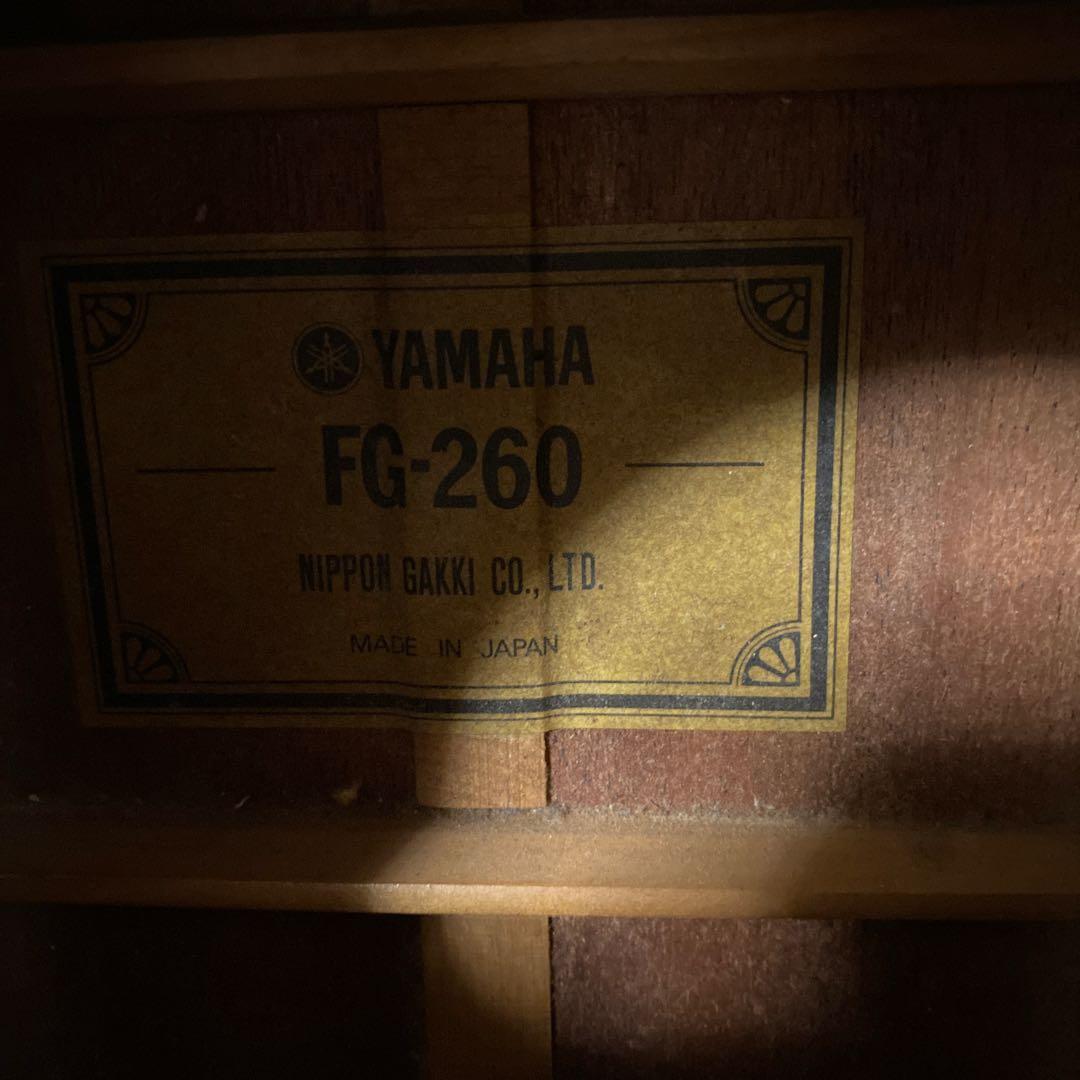 YAMAHA
FG-260
NIPPON GAKKI CO., LTD.
MADE IN JAPAN